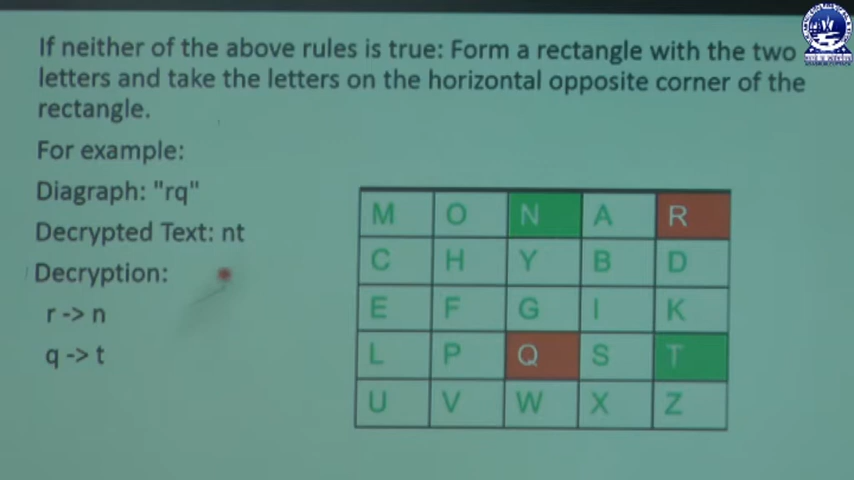 If neither of the above rules is true: Form a rectangle with the two
letters and take the letters on the horizontal opposite corner of the
rectangle.
For example:
Diagraph: "rq"
Decrypted Text: nt
Decryption:
r -> n
q -> t
M O N A R
C H Y B D
E F G I K
L P Q S T
U V W X Z